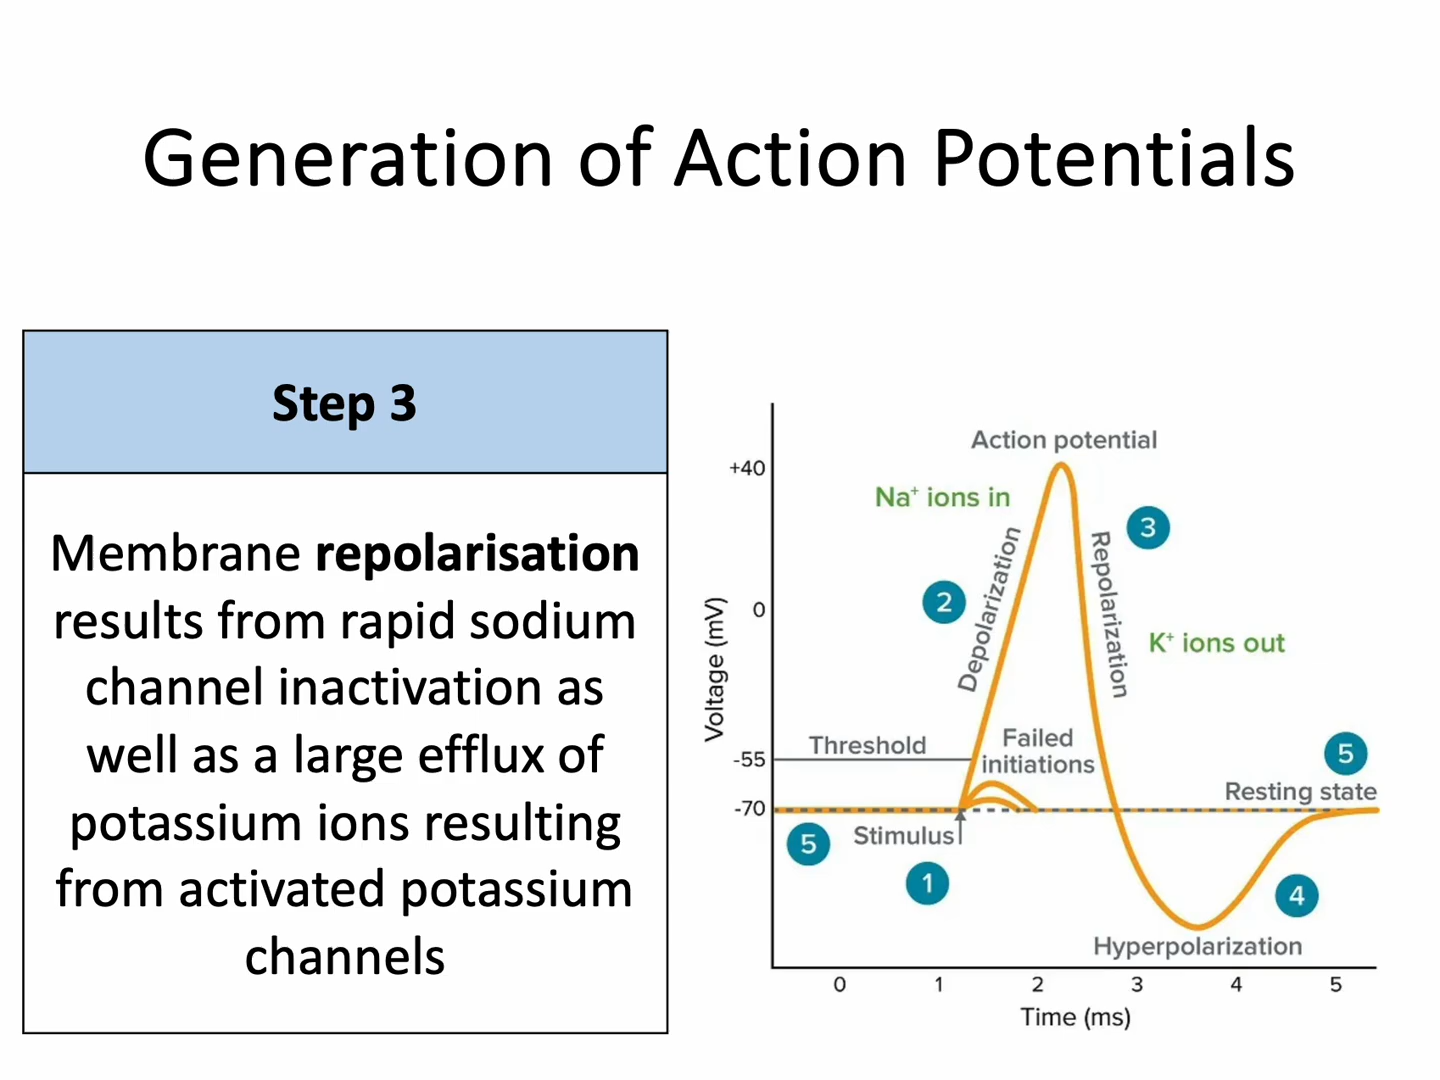 Generation of Action Potentials
Step 3
Membrane repolarisation
results from rapid sodium
channel inactivation as
well as a large efflux of
potassium ions resulting
from activated potassium
channels
Action potential
+40
Na⁺ ions in
3
Depolarization
Repolarization
2
0
K⁺ ions out
Voltage (mV)
Threshold
Failed
initiations
5
-55
Resting state
-70
Stimulus
5
1
4
Hyperpolarization
0 1 2 3 4 5
Time (ms)